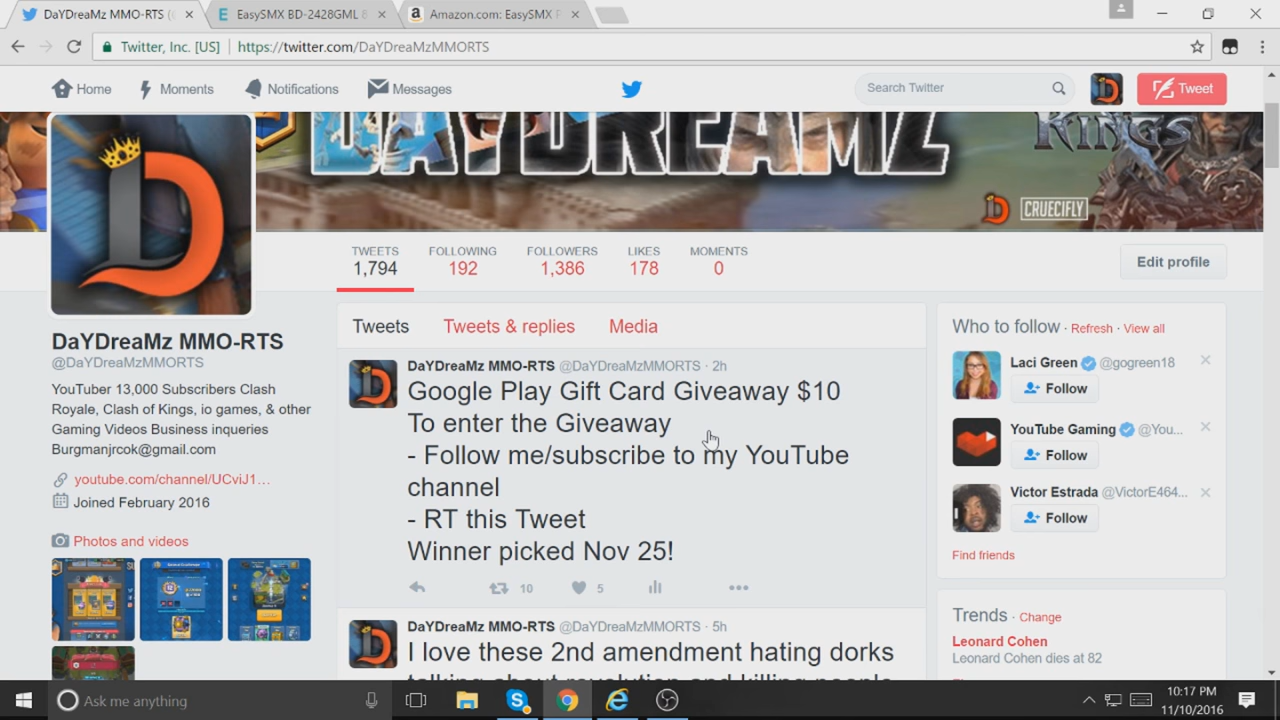 DaYDreaMz MMO-RTS (
EasySMX BD-2428GML 8
Amazon.com: EasySMX
Twitter, Inc. [US]
https://twitter.com/DaYDreaMzMMORTS
Home
Moments
Notifications
Messages
Search Twitter
Tweet
DAYDREAMZ
KINGS
CRUECIFLY
TWEETS
1,794
FOLLOWING
192
FOLLOWERS
1,386
LIKES
178
MOMENTS
0
Edit profile
DaYDreaMz MMO-RTS
@DaYDreaMzMMORTS
YouTuber 13,000 Subscribers Clash
Royale, Clash of Kings, io games, & other
Gaming Videos Business inqueries
Burgmanjrcok@gmail.com
youtube.com/channel/UCviJ1…
Joined February 2016
Photos and videos
Tweets
Tweets & replies
Media
DaYDreaMz MMO-RTS @DaYDreaMzMMORTS · 2h
Google Play Gift Card Giveaway $10
To enter the Giveaway
- Follow me/subscribe to my YouTube
channel
- RT this Tweet
Winner picked Nov 25!
10
5
DaYDreaMz MMO-RTS @DaYDreaMzMMORTS · 5h
I love these 2nd amendment hating dorks
talking about revolution and killing people
Who to follow · Refresh · View all
Laci Green @gogreen18
Follow
YouTube Gaming @You...
Follow
Victor Estrada @VictorE464...
Follow
Find friends
Trends · Change
Leonard Cohen
Leonard Cohen dies at 82
Ask me anything
10:17 PM
11/10/2016